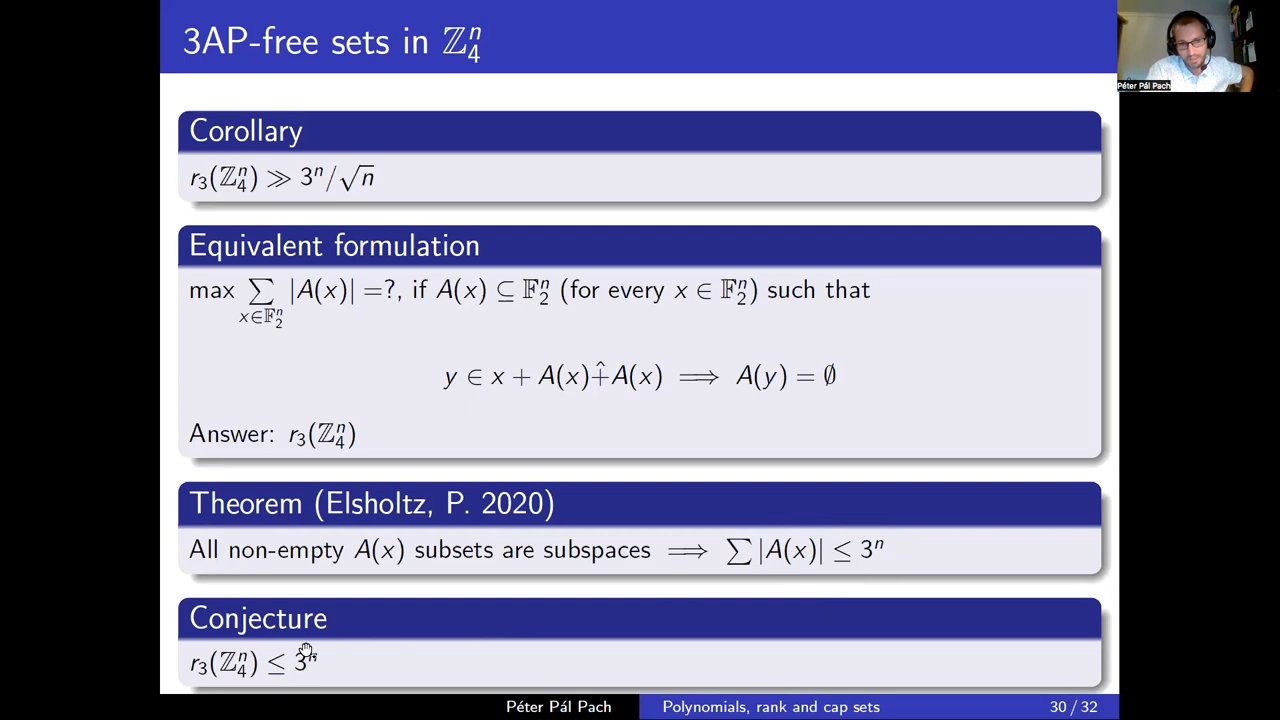 3AP-free sets in ℤ₄ⁿ
Péter Pál Pach
Corollary
r₃(ℤ₄ⁿ) ≫ 3ⁿ/√n
Equivalent formulation
max ∑_{x∈𝔽₂ⁿ} |A(x)| =?, if A(x) ⊆ 𝔽₂ⁿ (for every x ∈ 𝔽₂ⁿ) such that
y ∈ x + A(x)+̂A(x) ⟹ A(y) = ∅
Answer: r₃(ℤ₄ⁿ)
Theorem (Elsholtz, P. 2020)
All non-empty A(x) subsets are subspaces ⟹ ∑ |A(x)| ≤ 3ⁿ
Conjecture
r₃(ℤ₄ⁿ) ≤ 3ⁿ
Péter Pál Pach Polynomials, rank and cap sets 30 / 32